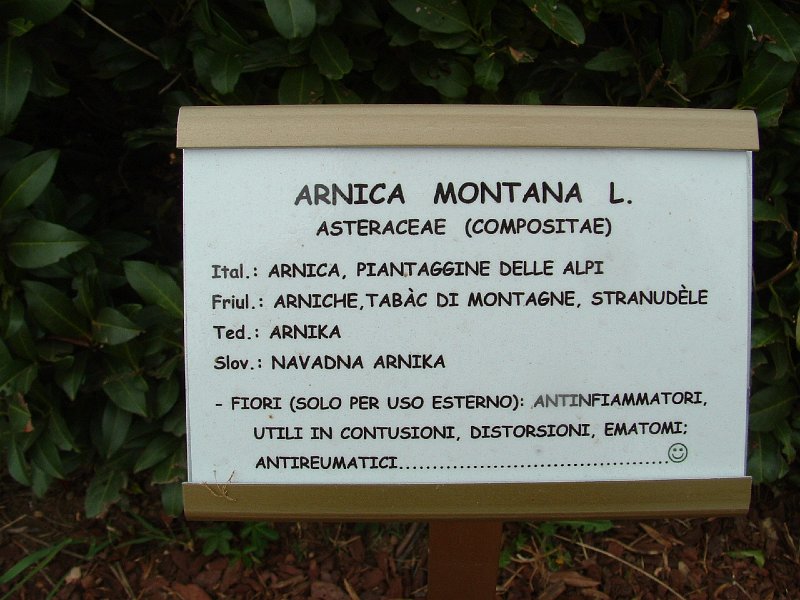 ARNICA MONTANA L.
ASTERACEAE (COMPOSITAE)
Ital.: ARNICA, PIANTAGGINE DELLE ALPI
Friul.: ARNICHE,TABÀC DI MONTAGNE, STRANUDÈLE
Ted.: ARNIKA
Slov.: NAVADNA ARNIKA
- FIORI (SOLO PER USO ESTERNO): ANTINFIAMMATORI,
UTILI IN CONTUSIONI, DISTORSIONI, EMATOMI;
ANTIREUMATICI........................................☺